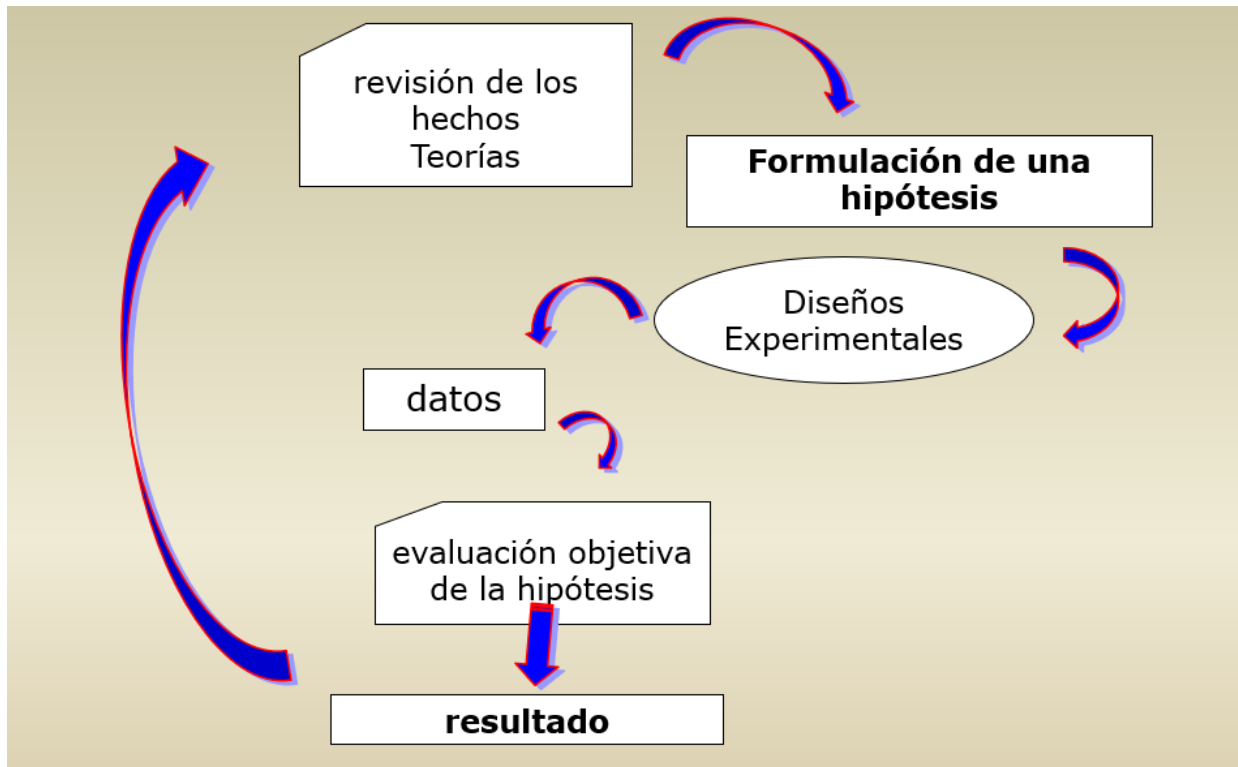 revisión de los
hechos
Teorías
Formulación de una
hipótesis
Diseños
Experimentales
datos
evaluación objetiva
de la hipótesis
resultado